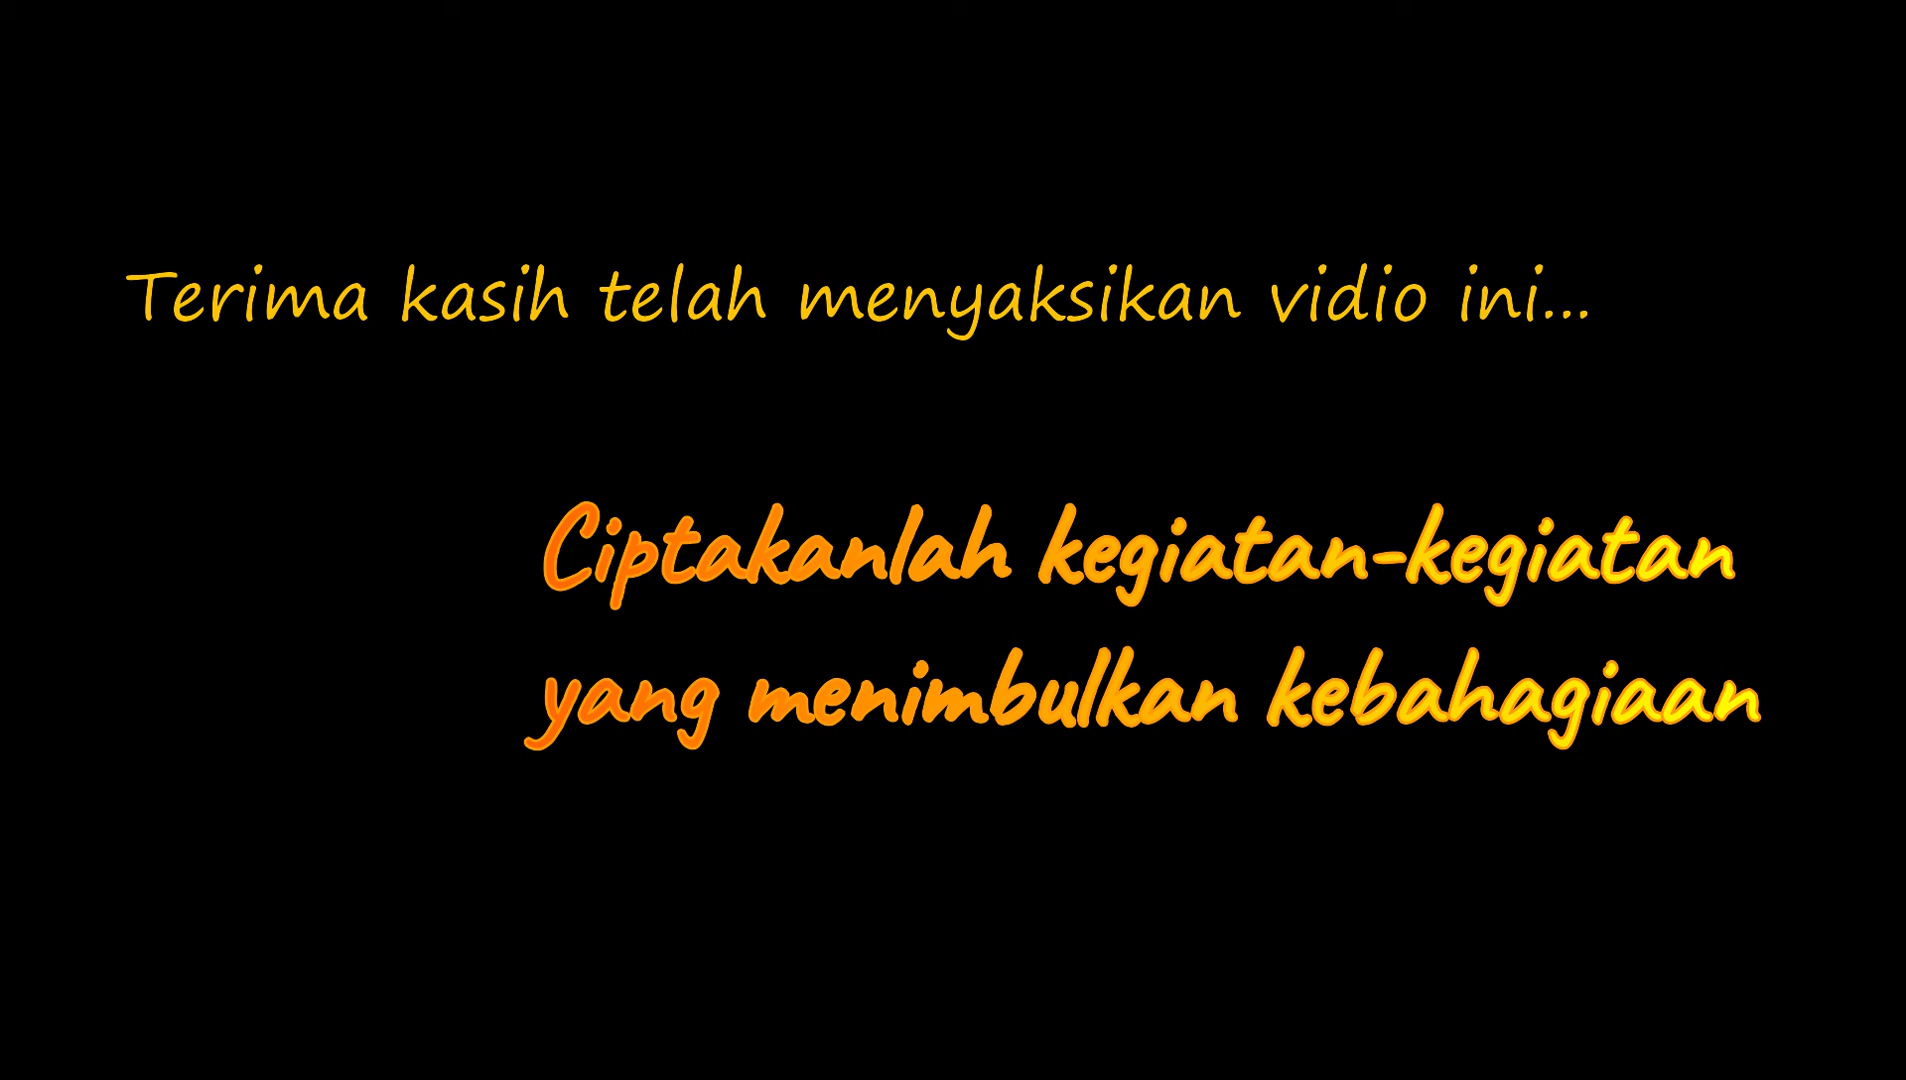 Terima kasih telah menyaksikan vidio ini...
Ciptakanlah kegiatan-kegiatan
yang menimbulkan kebahagiaan